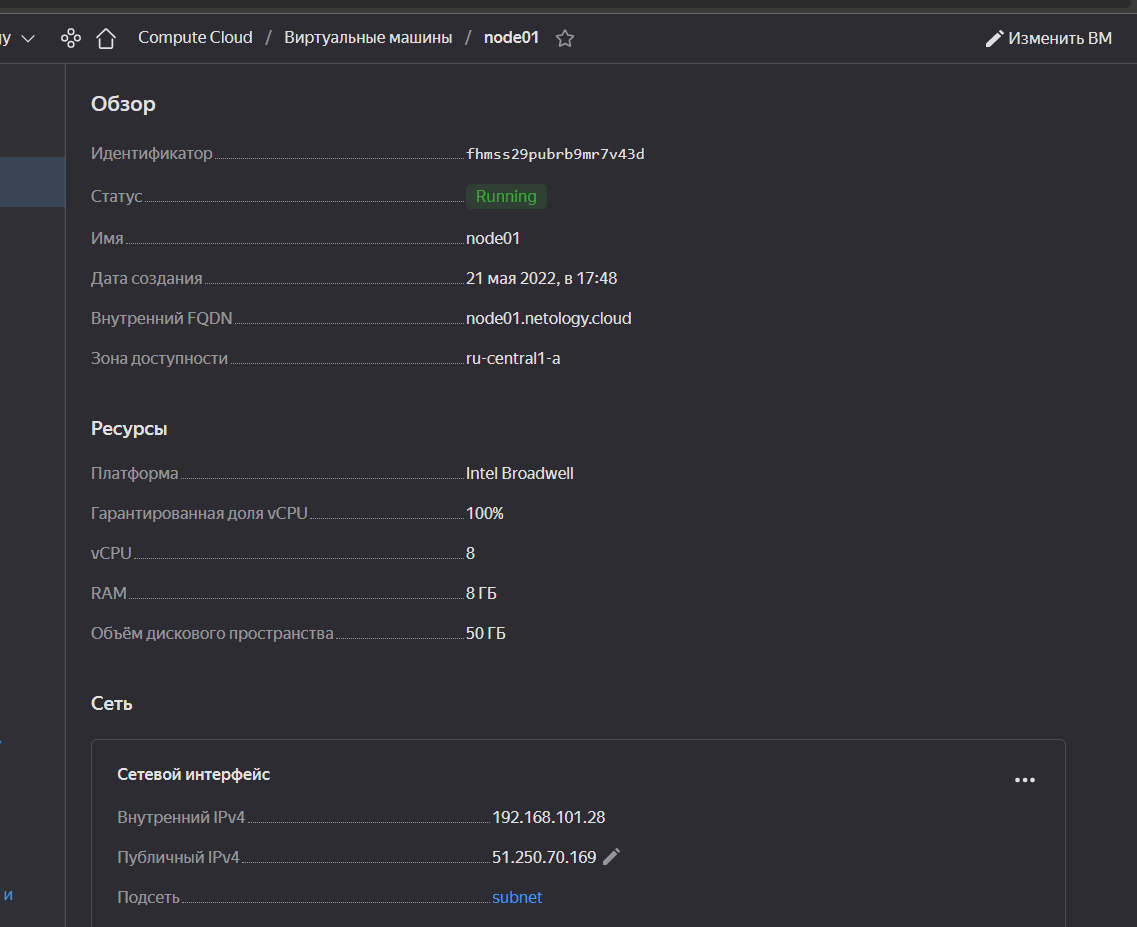 gy Compute Cloud / Виртуальные машины / node01 Изменить ВМ
Обзор
Идентификатор fhmss29pubrb9mr7v43d
Статус Running
Имя node01
Дата создания 21 мая 2022, в 17:48
Внутренний FQDN node01.netology.cloud
Зона доступности ru-central1-a
Ресурсы
Платформа Intel Broadwell
Гарантированная доля vCPU 100%
vCPU 8
RAM 8 ГБ
Объём дискового пространства 50 ГБ
Сеть
Сетевой интерфейс
Внутренний IPv4 192.168.101.28
Публичный IPv4 51.250.70.169
и Подсеть subnet